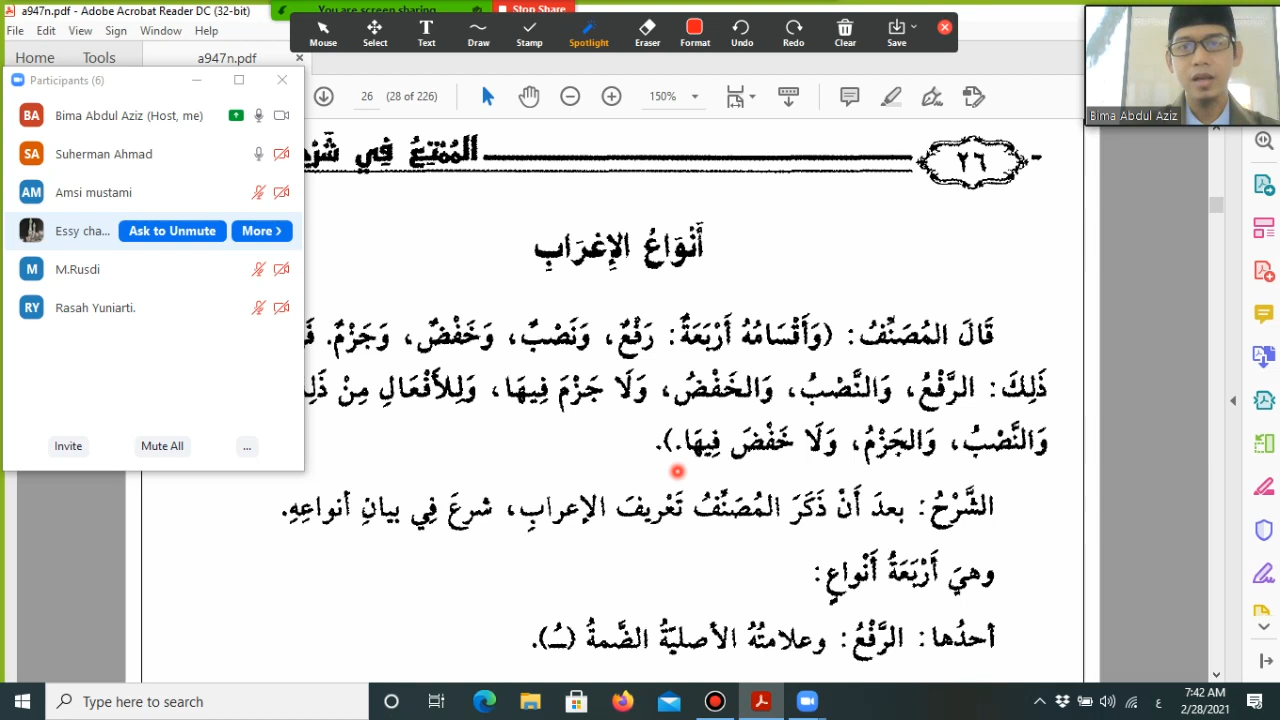 a947n.pdf - Adobe Acrobat Reader DC (32-bit)
You are screen sharing
Stop Share
File Edit View Sign Window Help
Mouse Select Text Draw Stamp Spotlight Eraser Format Undo Redo Clear Save
Home Tools a947n.pdf
26 (28 of 226) 150%
Participants (6)
BA Bima Abdul Aziz (Host, me)
SA Suherman Ahmad
AM Amsi mustami
Essy cha... Ask to Unmute More
M M.Rusdi
RY Rasah Yuniarti.
Invite Mute All ...
Bima Abdul Aziz
٢٦ المُمْتِعُ فِي
أَنْوَاعُ الإِعْرَابِ
قَالَ المُصَنِّفُ: (وَأَقْسَامُهُ أَرْبَعَةٌ: رَفْعٌ، وَنَصْبٌ، وَخَفْضٌ، وَجَزْمٌ.
ذَلِكَ: الرَّفْعُ، وَالنَّصْبُ، وَالخَفْضُ، وَلَا جَزْمَ فِيهَا، وَلِلأَفْعَالِ مِنْ
وَالنَّصْبُ، وَالجَزْمُ، وَلَا خَفْضَ فِيهَا.).
الشَّرْحُ: بعدَ أَنْ ذَكَرَ المُصَنِّفُ تَعْرِيفَ الإعرابِ، شرعَ فِي بيانِ أنواعِهِ.
وهيَ أَرْبَعَةُ أَنْواعٍ:
أحدُها: الرَّفْعُ: وعلامتُهُ الأصليَّةُ الضَّمةُ (ـُ).
Type here to search
ع
7:42 AM
2/28/2021